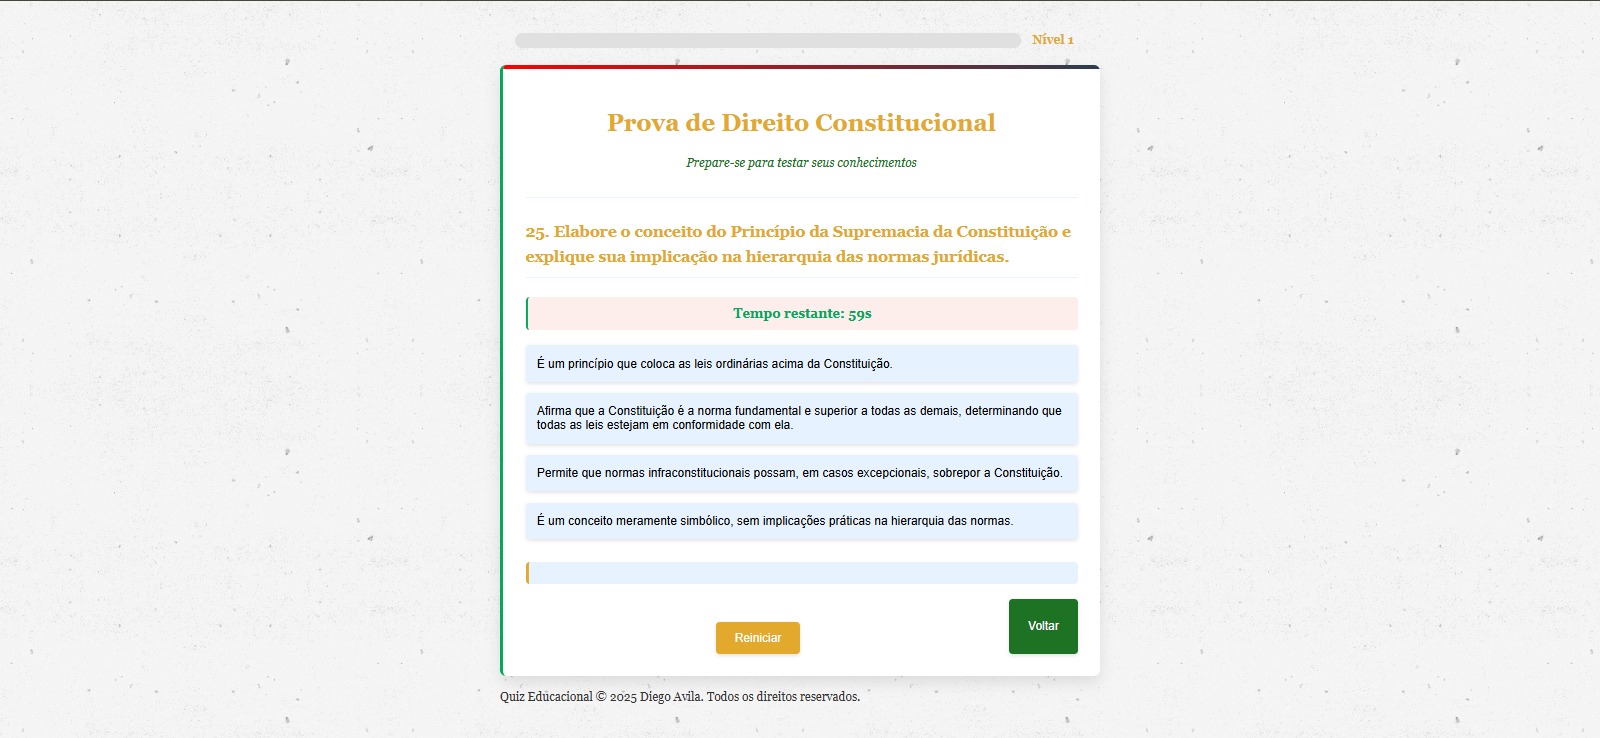 Nível 1
Prova de Direito Constitucional
Prepare-se para testar seus conhecimentos
25. Elabore o conceito do Princípio da Supremacia da Constituição e
explique sua implicação na hierarquia das normas jurídicas.
Tempo restante: 59s
É um princípio que coloca as leis ordinárias acima da Constituição.
Afirma que a Constituição é a norma fundamental e superior a todas as demais, determinando que
todas as leis estejam em conformidade com ela.
Permite que normas infraconstitucionais possam, em casos excepcionais, sobrepor a Constituição.
É um conceito meramente simbólico, sem implicações práticas na hierarquia das normas.
Voltar
Reiniciar
Quiz Educacional © 2025 Diego Avila. Todos os direitos reservados.